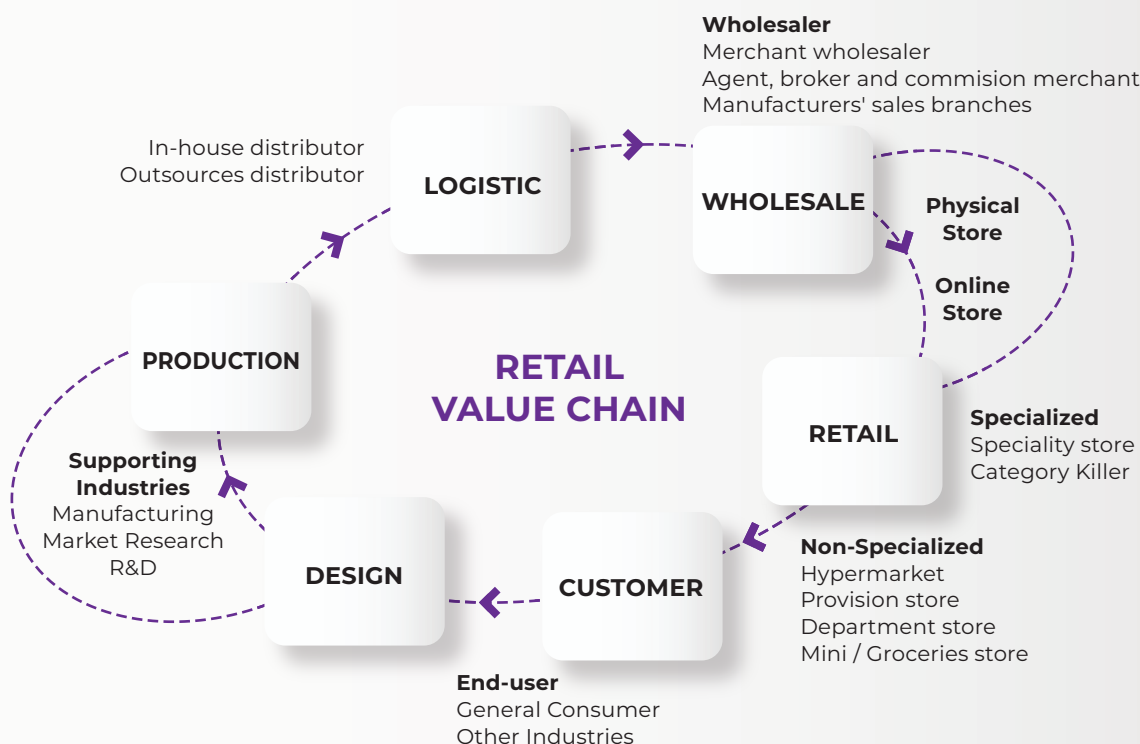 Wholesaler
Merchant wholesaler
Agent, broker and commision merchant
Manufacturers' sales branches
In-house distributor
Outsources distributor
LOGISTIC
WHOLESALE
Physical
Store
Online
Store
PRODUCTION
RETAIL
VALUE CHAIN
RETAIL
Specialized
Speciality store
Category Killer
Supporting
Industries
Manufacturing
Market Research
R&D
DESIGN
CUSTOMER
Non-Specialized
Hypermarket
Provision store
Department store
Mini / Groceries store
End-user
General Consumer
Other Industries